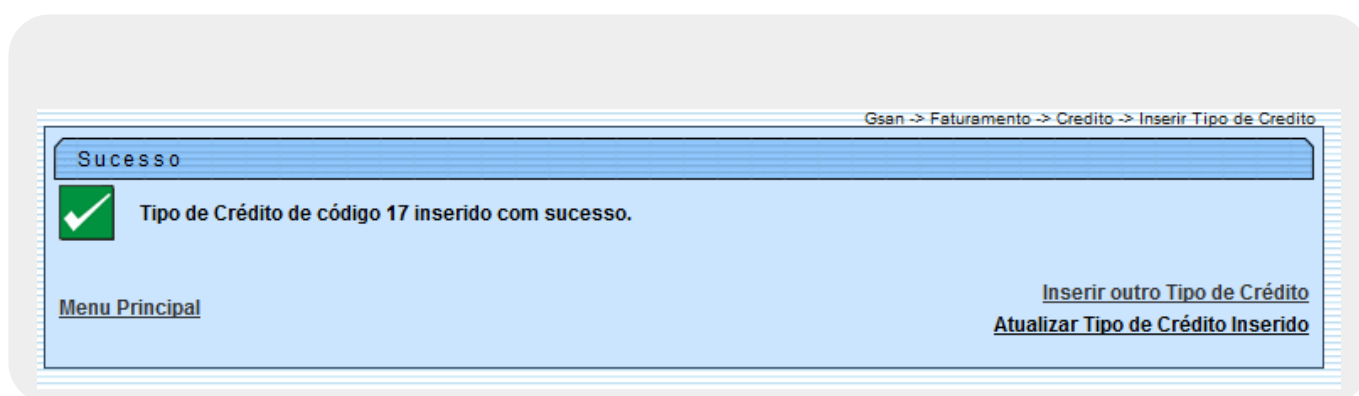 Gsan -> Faturamento -> Credito -> Inserir Tipo de Credito
Sucesso
Tipo de Crédito de código 17 inserido com sucesso.
Inserir outro Tipo de Crédito
Menu Principal
Atualizar Tipo de Crédito Inserido